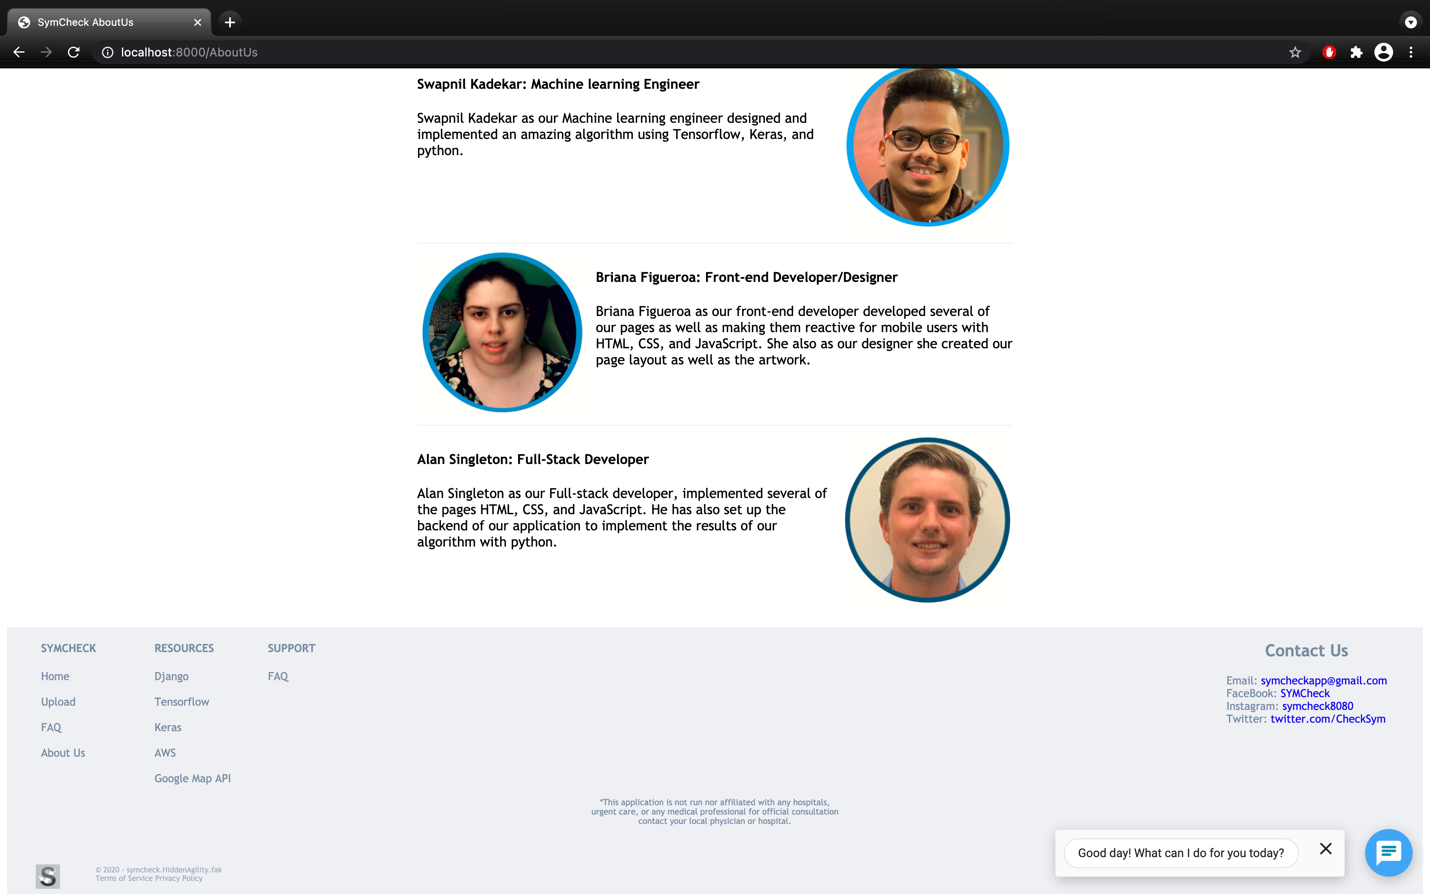 SymCheck AboutUs
localhost:8000/AboutUs
Swapnil Kadekar: Machine learning Engineer
Swapnil Kadekar as our Machine learning engineer designed and
implemented an amazing algorithm using Tensorflow, Keras, and
python.
Briana Figueroa: Front-end Developer/Designer
Briana Figueroa as our front-end developer developed several of
our pages as well as making them reactive for mobile users with
HTML, CSS, and JavaScript. She also as our designer she created our
page layout as well as the artwork.
Alan Singleton: Full-Stack Developer
Alan Singleton as our Full-stack developer, implemented several of
the pages HTML, CSS, and JavaScript. He has also set up the
backend of our application to implement the results of our
algorithm with python.
SYMCHECK
Home
Upload
FAQ
About Us
RESOURCES
Django
Tensorflow
Keras
AWS
Google Map API
SUPPORT
FAQ
Contact Us
Email: symcheckapp@gmail.com
FaceBook: SYMCheck
Instagram: symcheck8080
Twitter: twitter.com/CheckSym
*This application is not run nor affiliated with any hospitals,
urgent care, or any medical professional for official consultation
contact your local physician or hospital.
S
© 2020 - symcheck.HiddenAgility.fak
Terms of Service Privacy Policy
Good day! What can I do for you today?